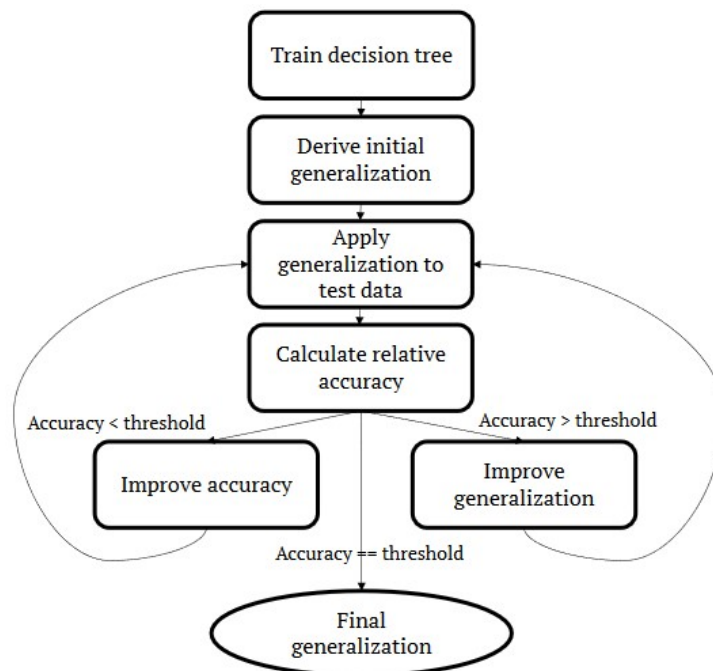 Train decision tree
Derive initial
generalization
Apply
generalization to
test data
Calculate relative
accuracy
Accuracy < threshold
Accuracy > threshold
Improve accuracy
Improve
generalization
Accuracy == threshold
Final
generalization